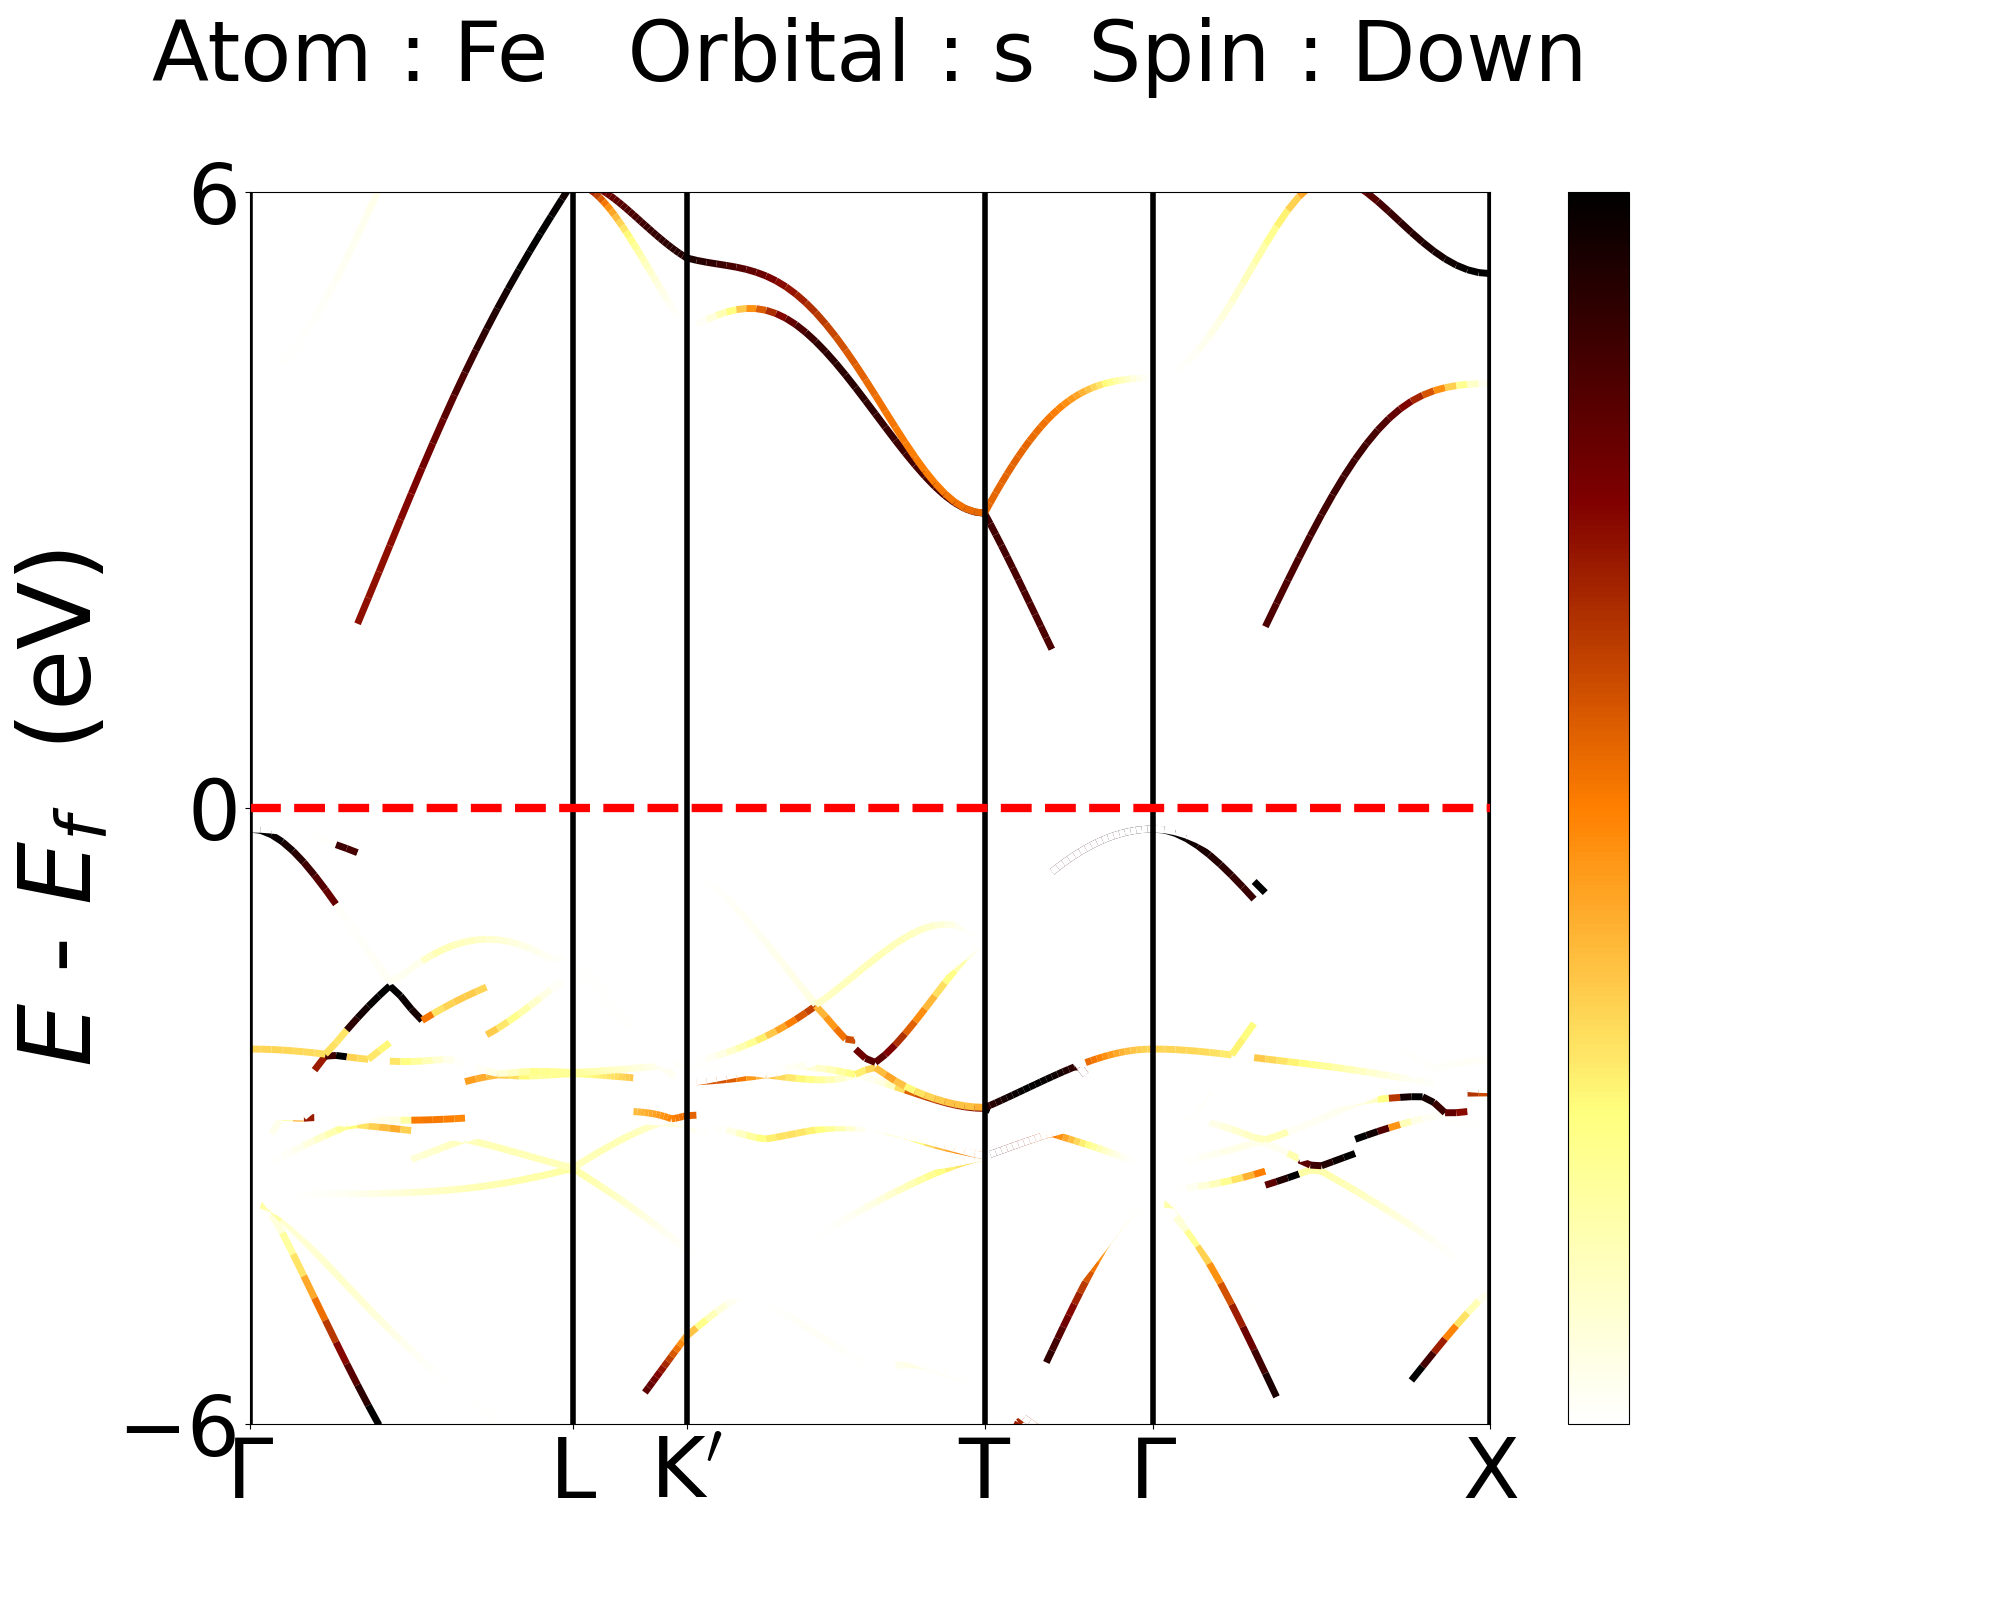 Atom : Fe Orbital : s Spin : Down
6
0
−6
E - E_f (eV)
Γ L K′ T Γ X